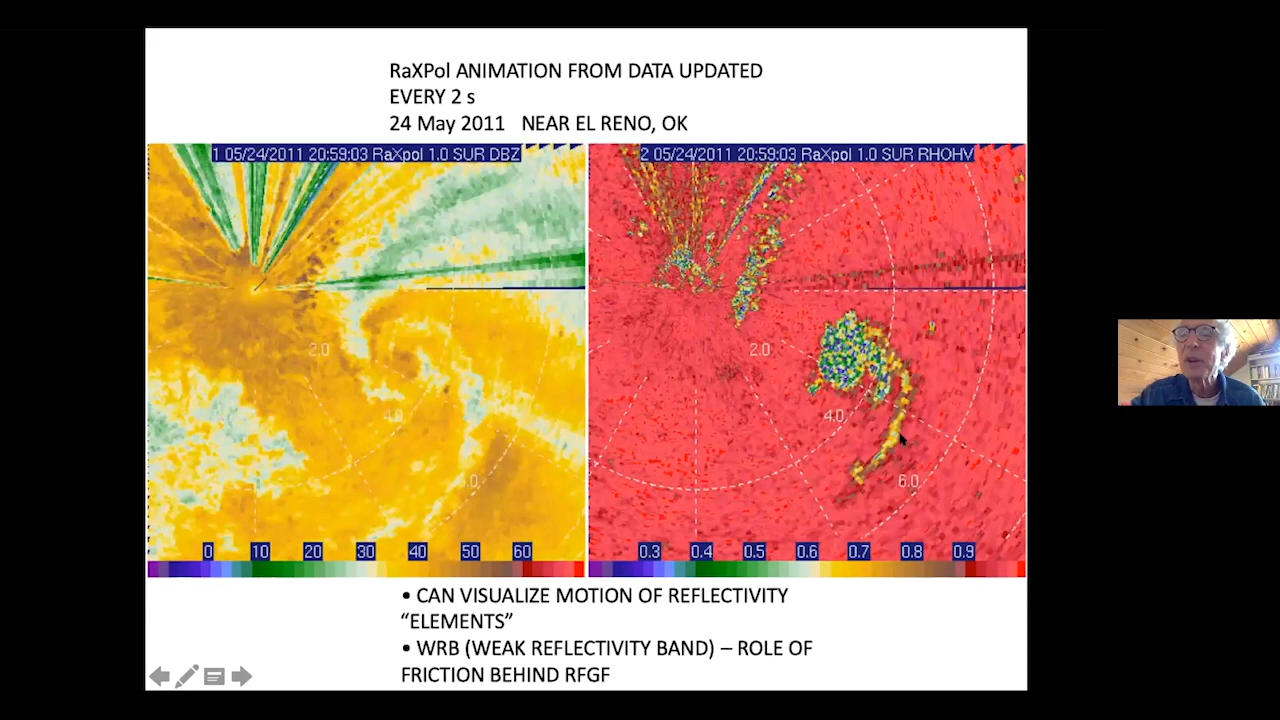 RaXPol ANIMATION FROM DATA UPDATED
EVERY 2 s
24 May 2011 NEAR EL RENO, OK
1 05/24/2011 20:59:03 RaXpol 1.0 SUR DBZ
2 05/24/2011 20:59:03 RaXpol 1.0 SUR RHOHV
2.0
2.0
4.0
4.0
6.0
6.0
0 10 20 30 40 50 60
0.3 0.4 0.5 0.6 0.7 0.8 0.9
• CAN VISUALIZE MOTION OF REFLECTIVITY
“ELEMENTS”
• WRB (WEAK REFLECTIVITY BAND) – ROLE OF
FRICTION BEHIND RFGF